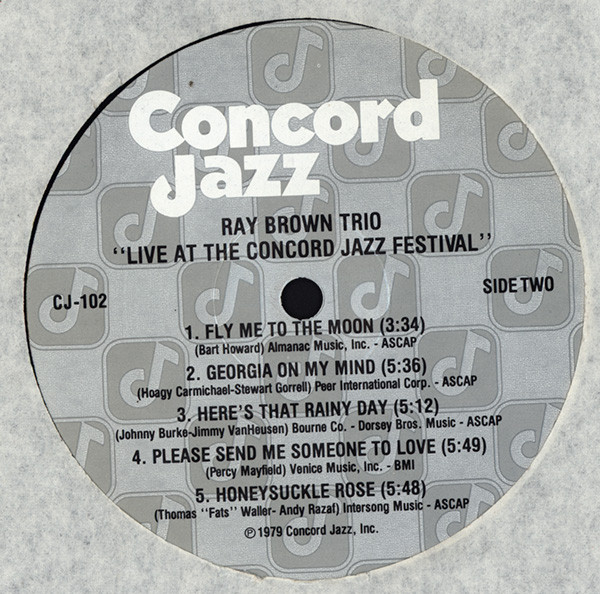 Concord
Jazz
RAY BROWN TRIO
"LIVE AT THE CONCORD JAZZ FESTIVAL"
CJ-102
SIDE TWO
1. FLY ME TO THE MOON (3:34)
(Bart Howard) Almanac Music, Inc. - ASCAP
2. GEORGIA ON MY MIND (5:36)
(Hoagy Carmichael-Stewart Gorrell) Peer International Corp. - ASCAP
3. HERE'S THAT RAINY DAY (5:12)
(Johnny Burke-Jimmy VanHeusen) Bourne Co. - Dorsey Bros. Music - ASCAP
4. PLEASE SEND ME SOMEONE TO LOVE (5:49)
(Percy Mayfield) Venice Music, Inc. - BMI
5. HONEYSUCKLE ROSE (5:48)
(Thomas "Fats" Waller- Andy Razaf) Intersong Music - ASCAP
℗ 1979 Concord Jazz, Inc.